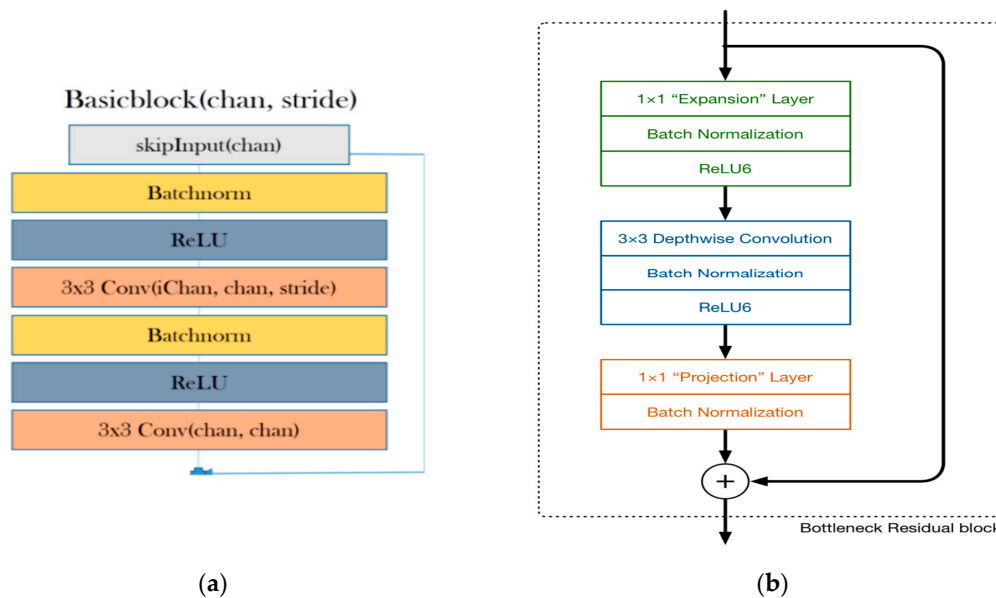 Basicblock(chan, stride)
skipInput(chan)
Batchnorm
ReLU
3x3 Conv(iChan, chan, stride)
Batchnorm
ReLU
3x3 Conv(chan, chan)
(a)
1×1 “Expansion” Layer
Batch Normalization
ReLU6
3×3 Depthwise Convolution
Batch Normalization
ReLU6
1×1 “Projection” Layer
Batch Normalization
+
Bottleneck Residual block
(b)